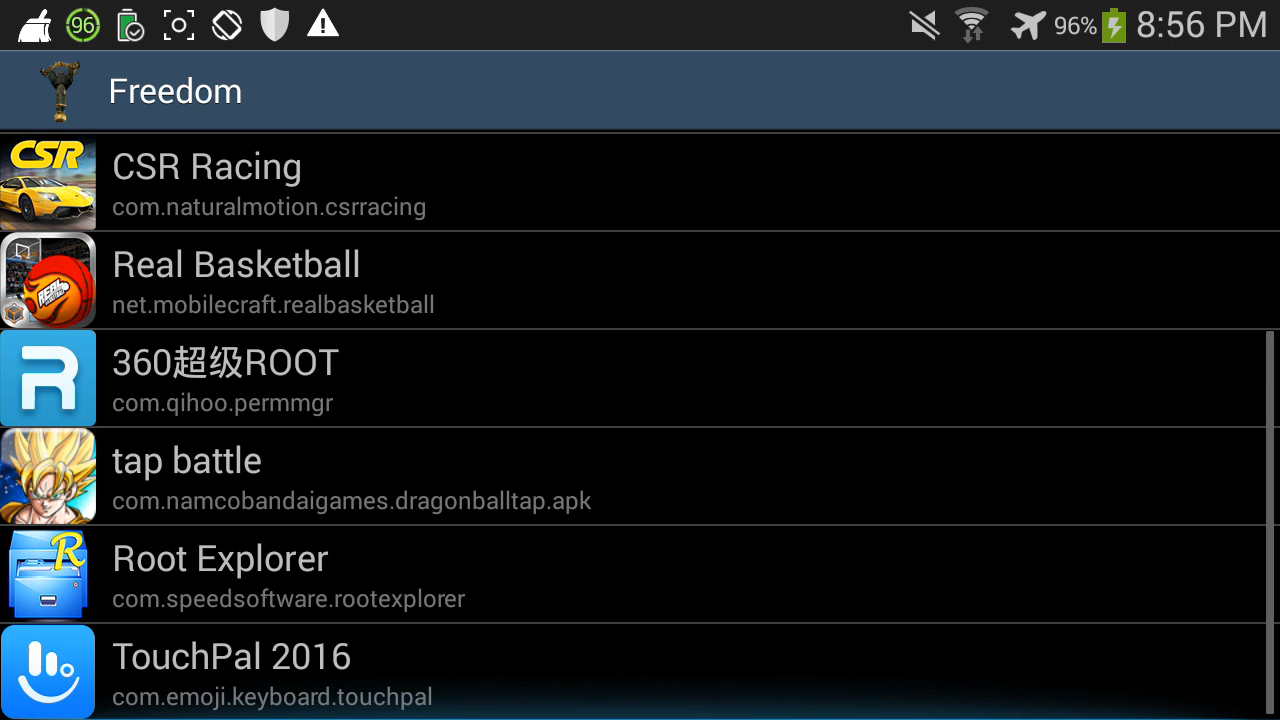 96
96%
8:56 PM
Freedom
CSR
CSR Racing
com.naturalmotion.csrracing
REAL
Real Basketball
net.mobilecraft.realbasketball
R
360超级ROOT
com.qihoo.permmgr
tap battle
com.namcobandaigames.dragonballtap.apk
R
Root Explorer
com.speedsoftware.rootexplorer
TouchPal 2016
com.emoji.keyboard.touchpal